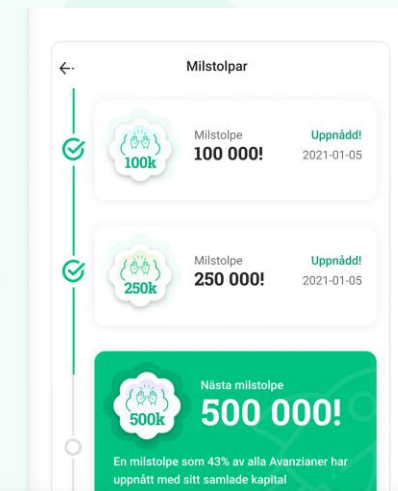 Milstolpar
Milstolpe
100 000!
Uppnådd!
2021-01-05
100k
Milstolpe
250 000!
Uppnådd!
2021-01-05
250k
Nästa milstolpe
500 000!
500k
En milstolpe som 43% av alla Avanzianer har
uppnått med sitt samlade kapital